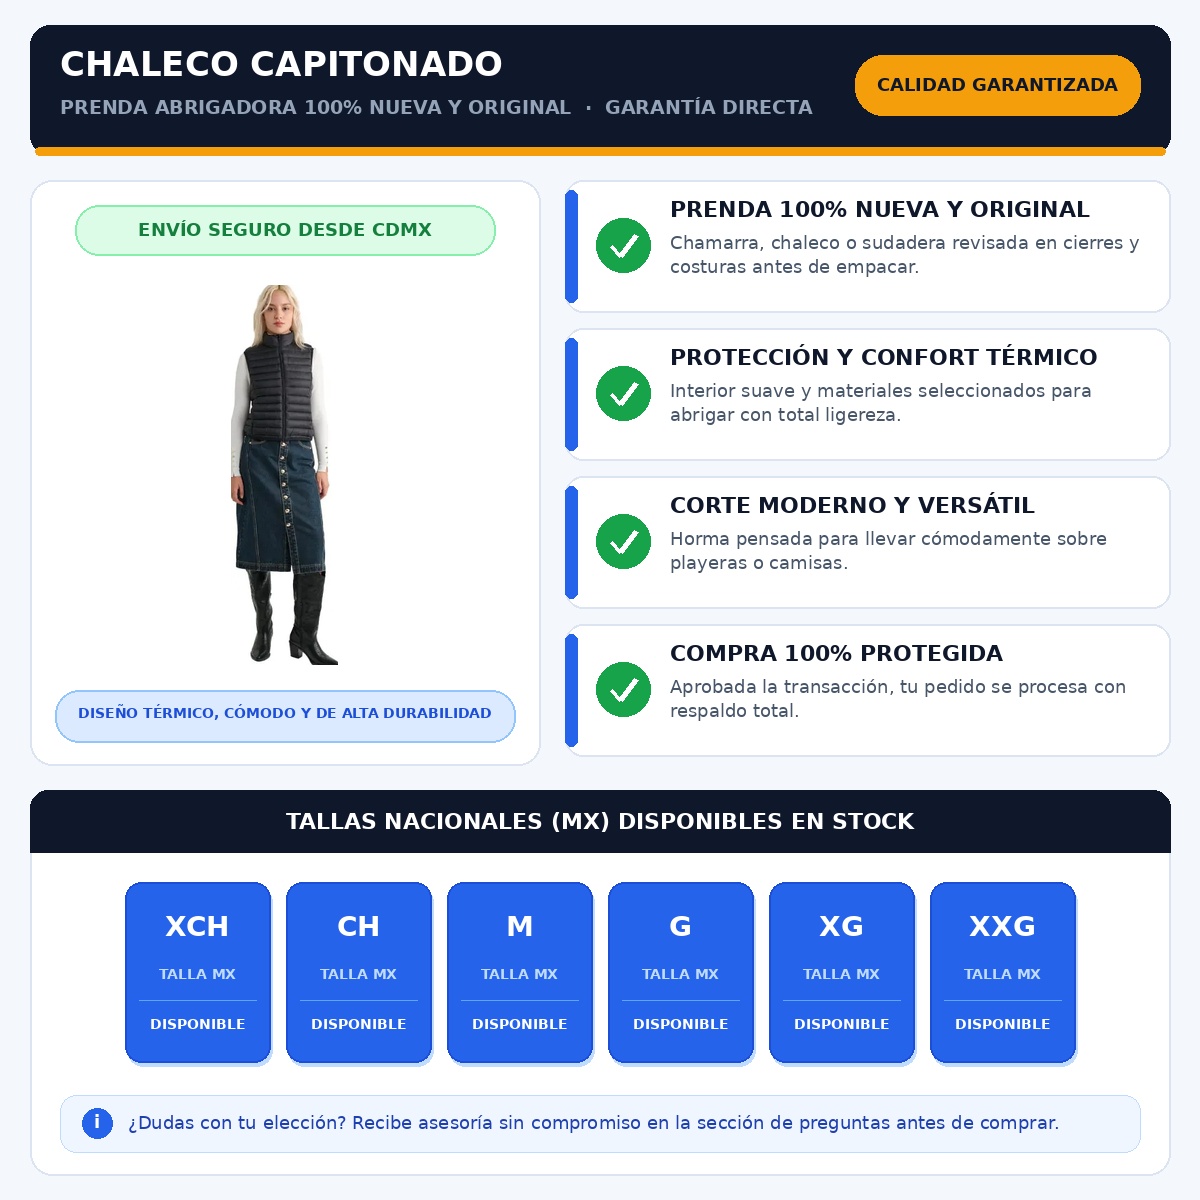 CHALECO CAPITONADO
PRENDA ABRIGADORA 100% NUEVA Y ORIGINAL · GARANTÍA DIRECTA
CALIDAD GARANTIZADA
ENVÍO SEGURO DESDE CDMX
DISEÑO TÉRMICO, CÓMODO Y DE ALTA DURABILIDAD
PRENDA 100% NUEVA Y ORIGINAL
Chamarra, chaleco o sudadera revisada en cierres y
costuras antes de empacar.
PROTECCIÓN Y CONFORT TÉRMICO
Interior suave y materiales seleccionados para
abrigar con total ligereza.
CORTE MODERNO Y VERSÁTIL
Horma pensada para llevar cómodamente sobre
playeras o camisas.
COMPRA 100% PROTEGIDA
Aprobada la transacción, tu pedido se procesa con
respaldo total.
TALLAS NACIONALES (MX) DISPONIBLES EN STOCK
XCH
TALLA MX
DISPONIBLE
CH
TALLA MX
DISPONIBLE
M
TALLA MX
DISPONIBLE
G
TALLA MX
DISPONIBLE
XG
TALLA MX
DISPONIBLE
XXG
TALLA MX
DISPONIBLE
i
¿Dudas con tu elección? Recibe asesoría sin compromiso en la sección de preguntas antes de comprar.